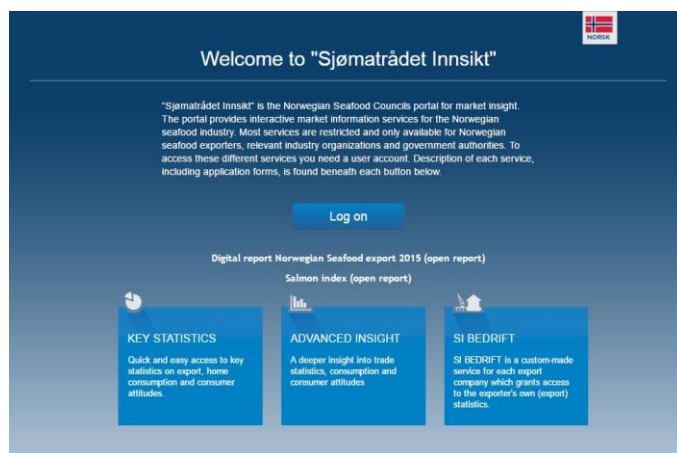 NORSK
Welcome to "Sjømatrådet Innsikt"
"Sjømatrådet Innsikt" is the Norwegian Seafood Councils portal for market insight.
The portal provides interactive market information services for the Norwegian
seafood industry. Most services are restricted and only available for Norwegian
seafood exporters, relevant industry organizations and government authorities. To
access these different services you need a user account. Description of each service,
including application forms, is found beneath each button below.
Log on
Digital report Norwegian Seafood export 2015 (open report)
Salmon index (open report)
KEY STATISTICS
Quick and easy access to key
statistics on export, home
consumption and consumer
attitudes.
ADVANCED INSIGHT
A deeper insight into trade
statistics, consumption and
consumer attitudes
SI BEDRIFT
SI BEDRIFT is a custom-made
service for each export
company which grants access
to the exporter's own (export)
statistics.